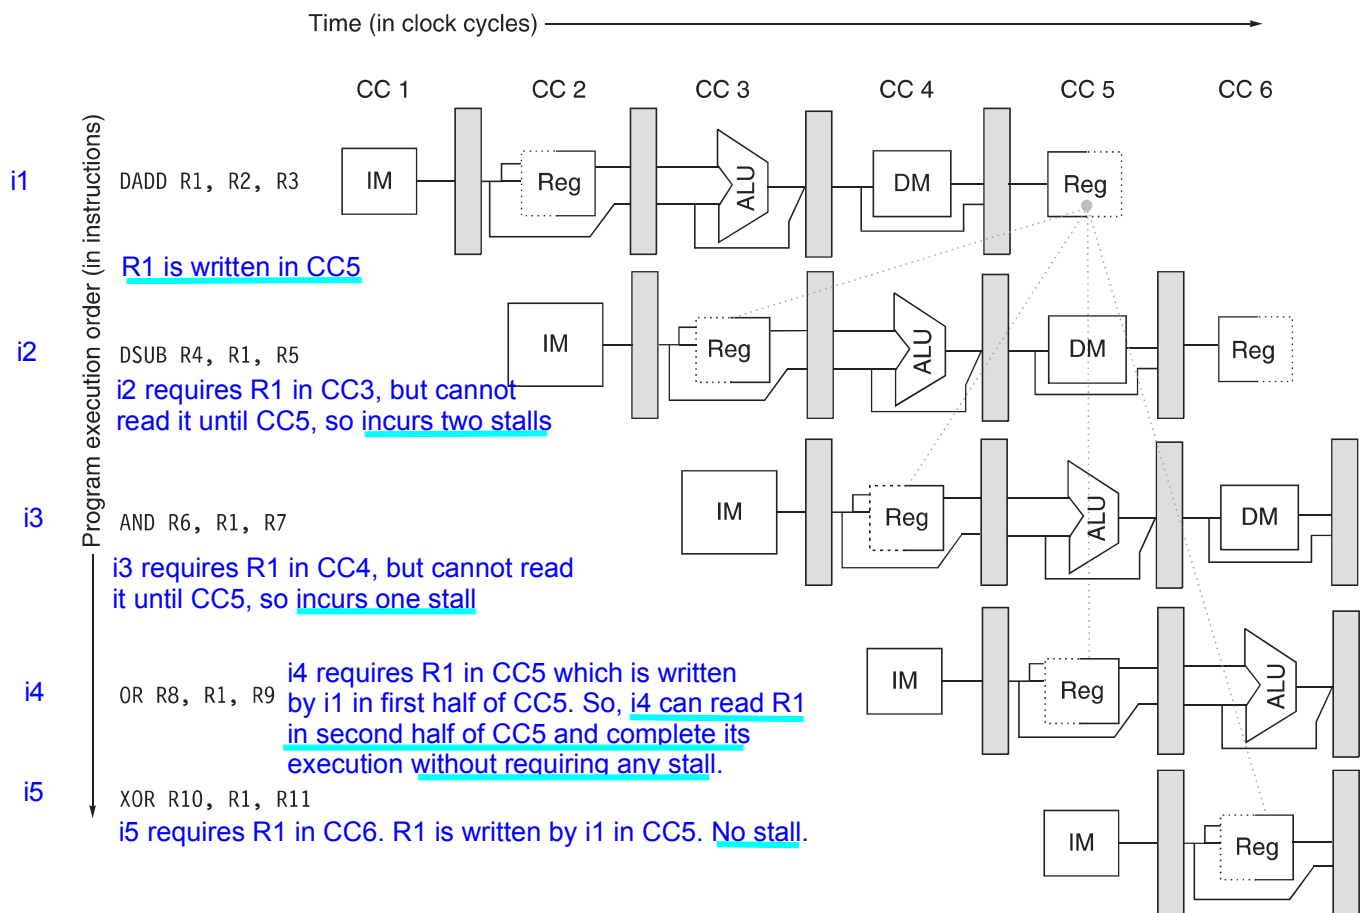 Time (in clock cycles)
CC 1 CC 2 CC 3 CC 4 CC 5 CC 6
Program execution order (in instructions)
i1 DADD R1, R2, R3 IM Reg ALU DM Reg
R1 is written in CC5
i2 DSUB R4, R1, R5 IM Reg ALU DM Reg
i2 requires R1 in CC3, but cannot
read it until CC5, so incurs two stalls
i3 AND R6, R1, R7 IM Reg ALU DM
i3 requires R1 in CC4, but cannot read
it until CC5, so incurs one stall
i4 OR R8, R1, R9 IM Reg ALU
i4 requires R1 in CC5 which is written
by i1 in first half of CC5. So, i4 can read R1
in second half of CC5 and complete its
execution without requiring any stall.
i5 XOR R10, R1, R11 IM Reg
i5 requires R1 in CC6. R1 is written by i1 in CC5. No stall.